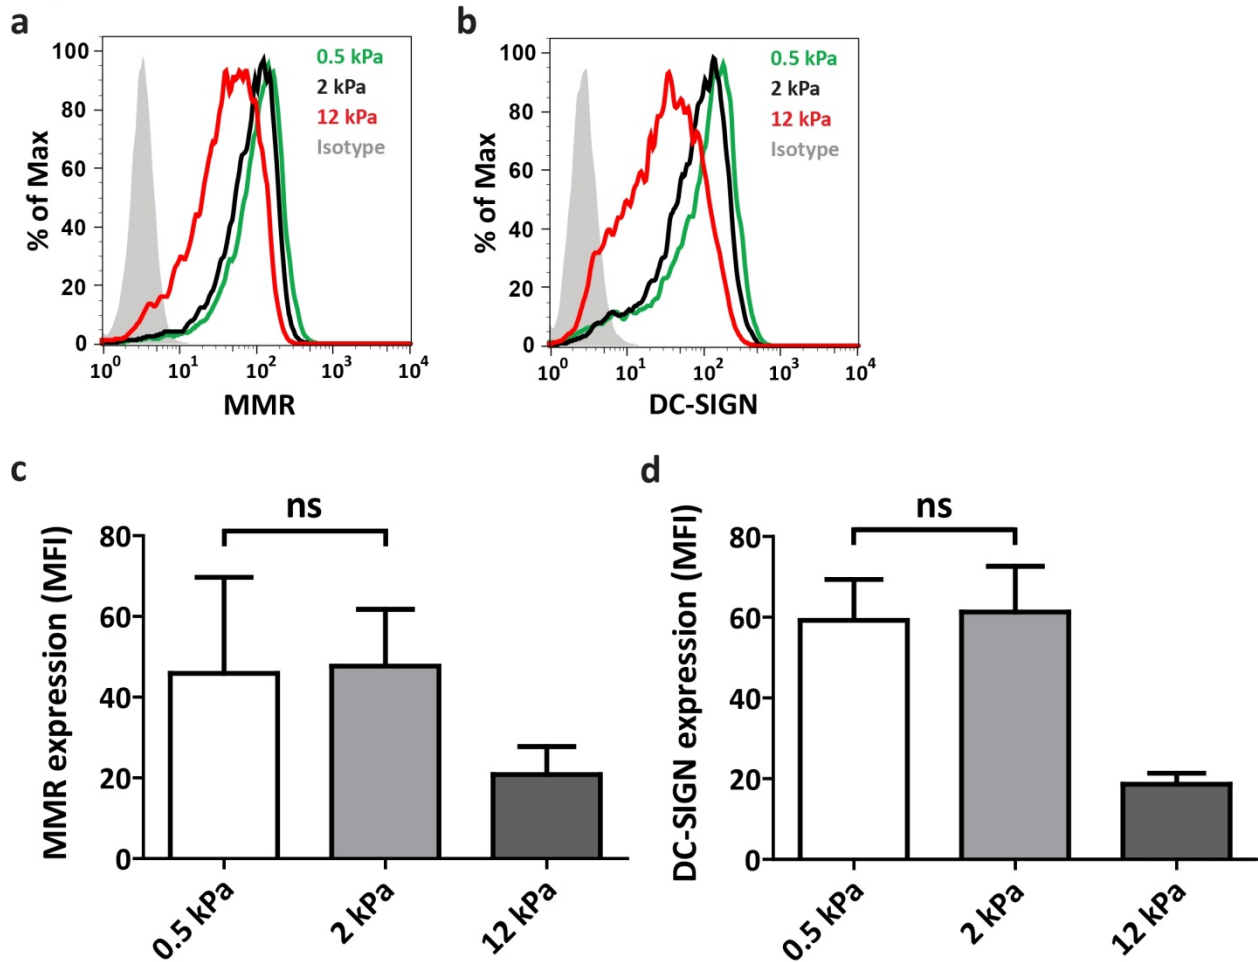 a
% of Max
100
80
60
40
20
0
10⁰ 10¹ 10² 10³ 10⁴
MMR
0.5 kPa
2 kPa
12 kPa
Isotype
b
% of Max
100
80
60
40
20
0
10⁰ 10¹ 10² 10³ 10⁴
DC-SIGN
0.5 kPa
2 kPa
12 kPa
Isotype
c
MMR expression (MFI)
80
60
40
20
0
ns
0.5 kPa
2 kPa
12 kPa
d
DC-SIGN expression (MFI)
80
60
40
20
0
ns
0.5 kPa
2 kPa
12 kPa